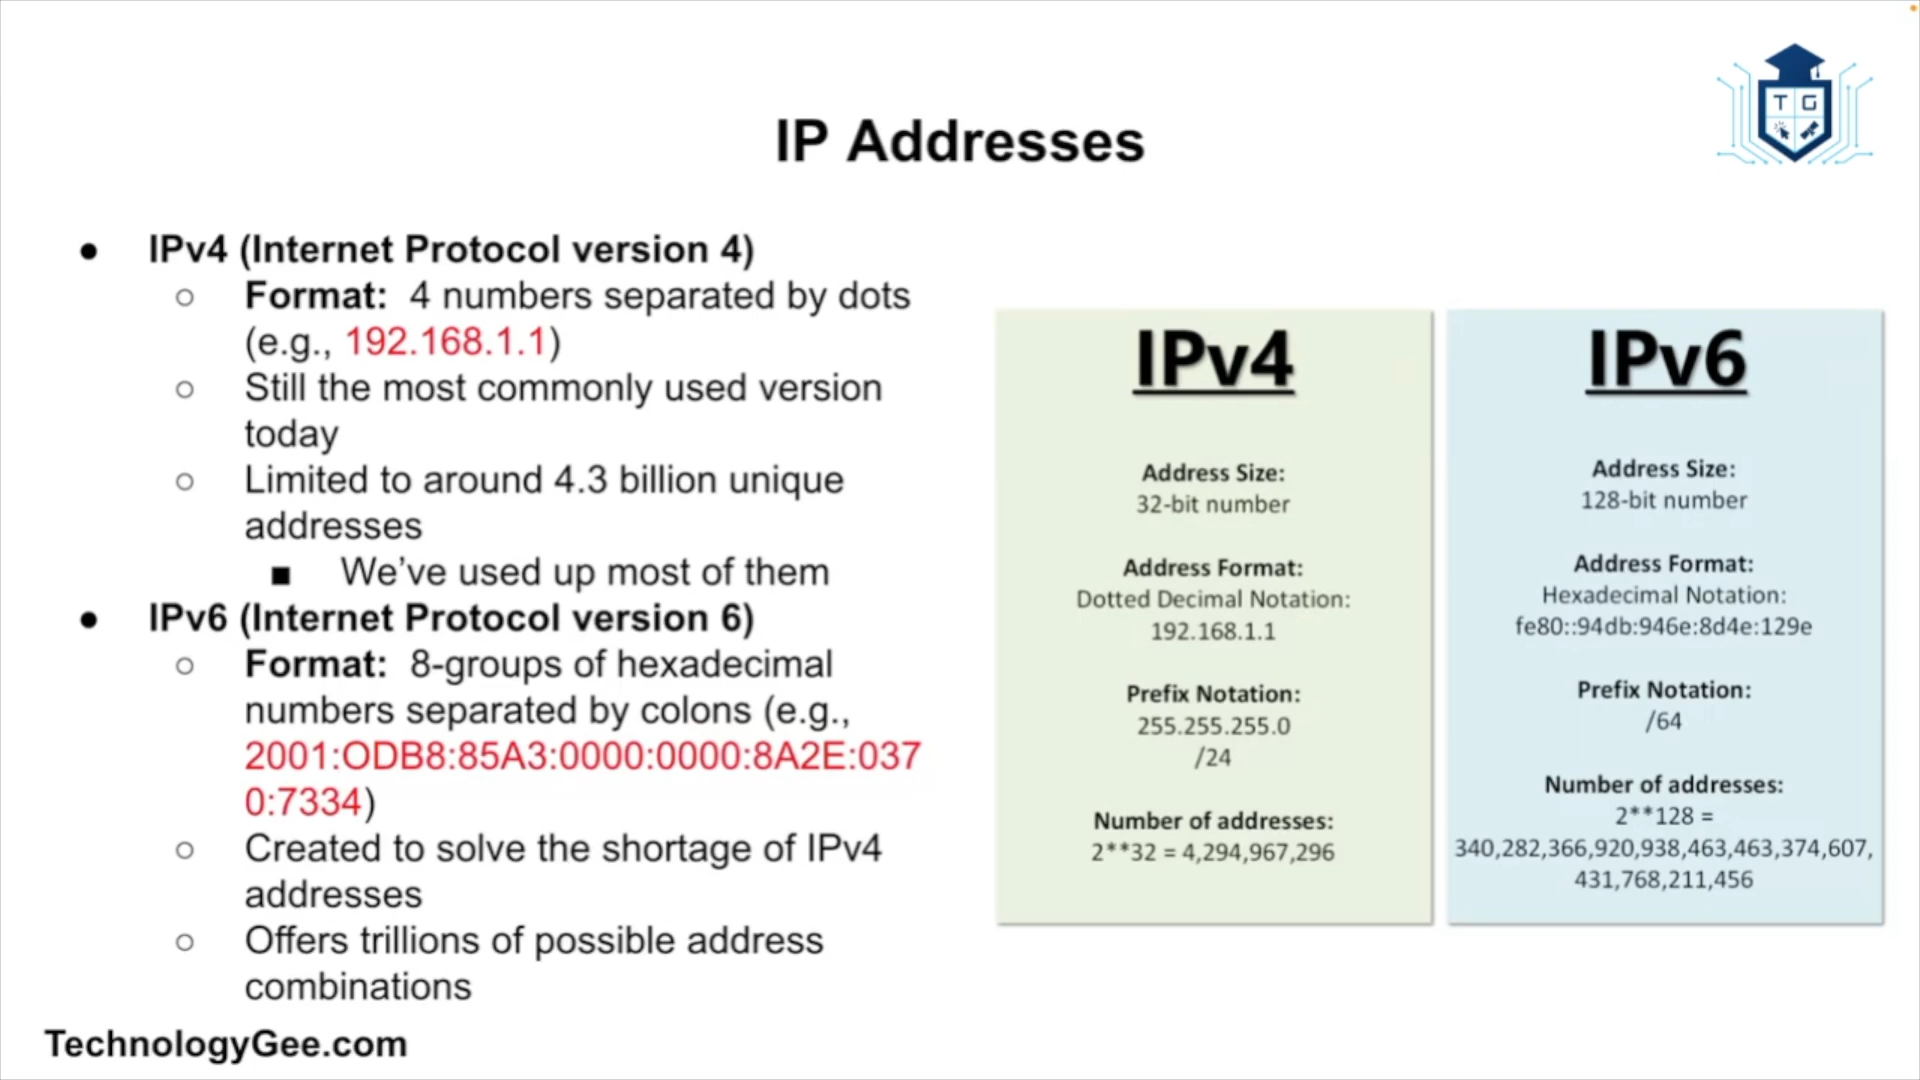 T G
IP Addresses
● IPv4 (Internet Protocol version 4)
○ Format: 4 numbers separated by dots
(e.g., 192.168.1.1)
○ Still the most commonly used version
today
○ Limited to around 4.3 billion unique
addresses
■ We’ve used up most of them
● IPv6 (Internet Protocol version 6)
○ Format: 8-groups of hexadecimal
numbers separated by colons (e.g.,
2001:ODB8:85A3:0000:0000:8A2E:037
0:7334)
○ Created to solve the shortage of IPv4
addresses
○ Offers trillions of possible address
combinations
IPv4
Address Size:
32-bit number
Address Format:
Dotted Decimal Notation:
192.168.1.1
Prefix Notation:
255.255.255.0
/24
Number of addresses:
2**32 = 4,294,967,296
IPv6
Address Size:
128-bit number
Address Format:
Hexadecimal Notation:
fe80::94db:946e:8d4e:129e
Prefix Notation:
/64
Number of addresses:
2**128 =
340,282,366,920,938,463,463,374,607,
431,768,211,456
TechnologyGee.com